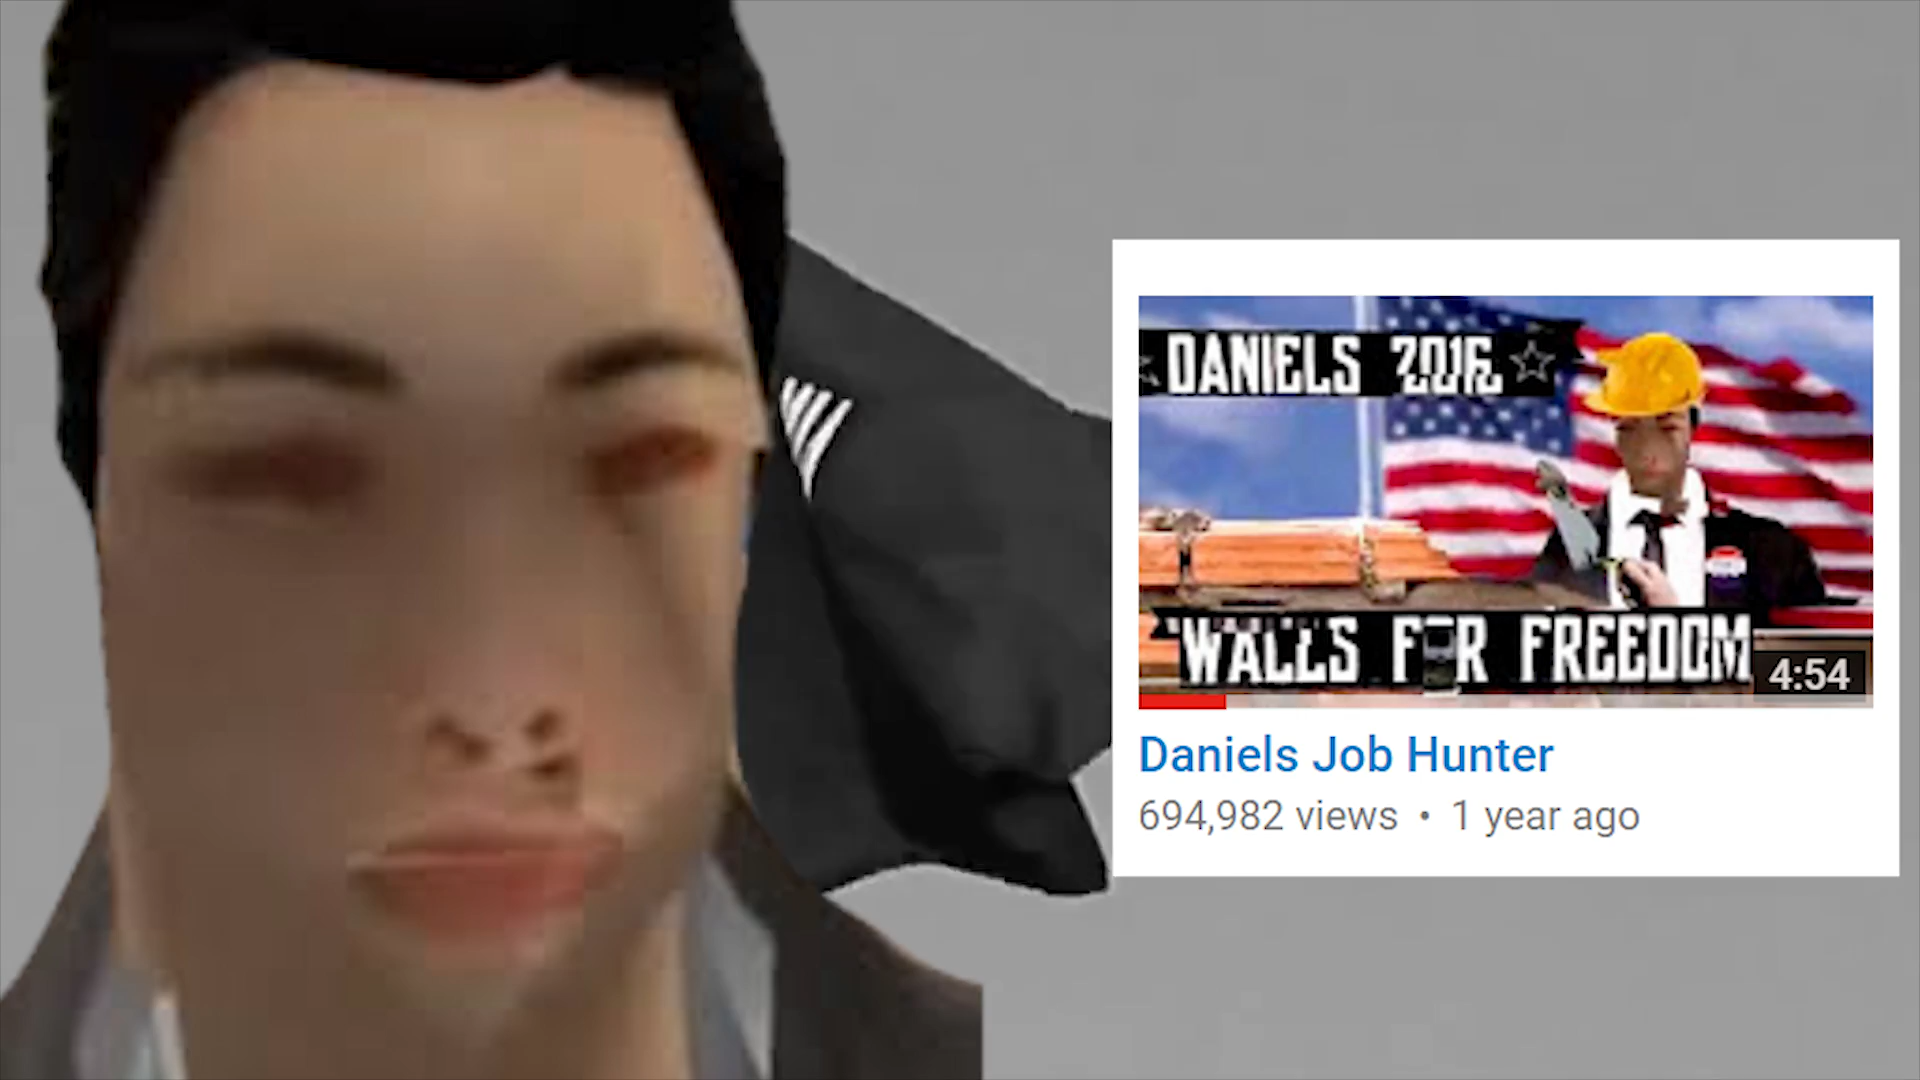 DANIELS 2016
WALLS FOR FREEDOM
4:54
Daniels Job Hunter
694,982 views • 1 year ago